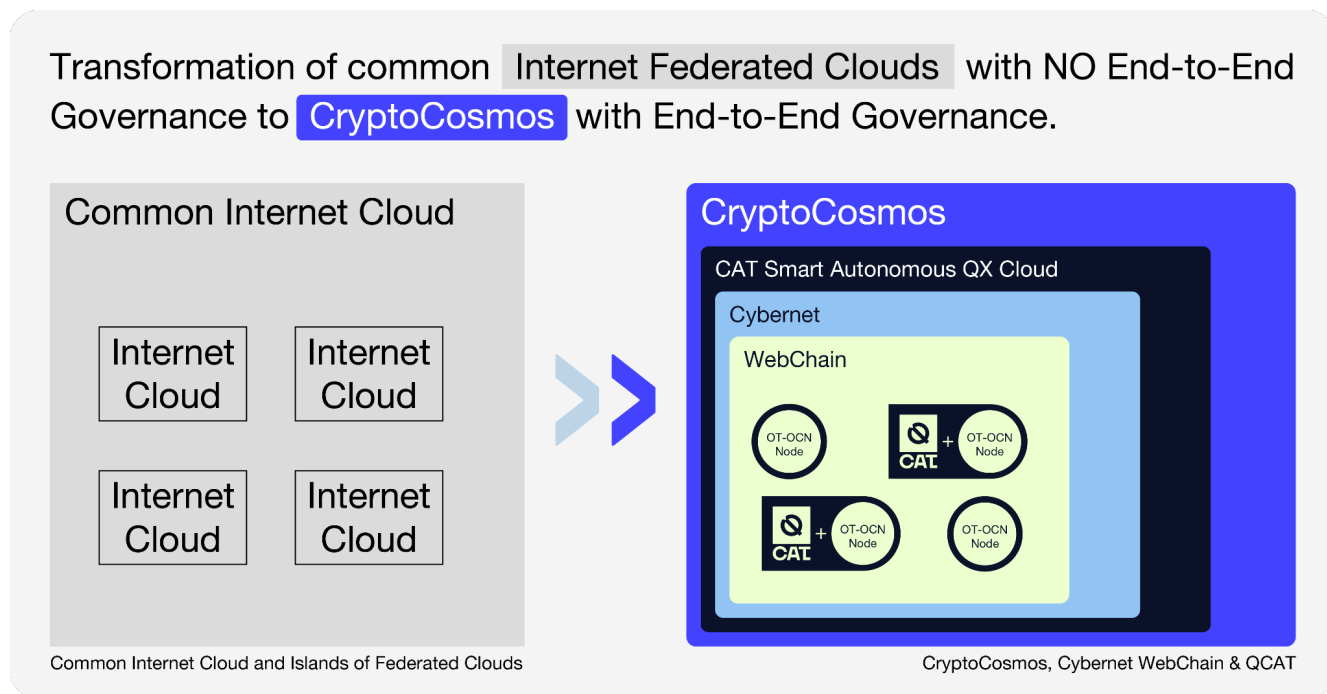 Transformation of common Internet Federated Clouds with NO End-to-End
Governance to CryptoCosmos with End-to-End Governance.
Common Internet Cloud
Internet
Cloud
Internet
Cloud
Internet
Cloud
Internet
Cloud
Common Internet Cloud and Islands of Federated Clouds
CryptoCosmos
CAT Smart Autonomous QX Cloud
Cybernet
WebChain
OT-OCN
Node
Q
CAT
+
OT-OCN
Node
Q
CAT
+
OT-OCN
Node
OT-OCN
Node
CryptoCosmos, Cybernet WebChain & QCAT